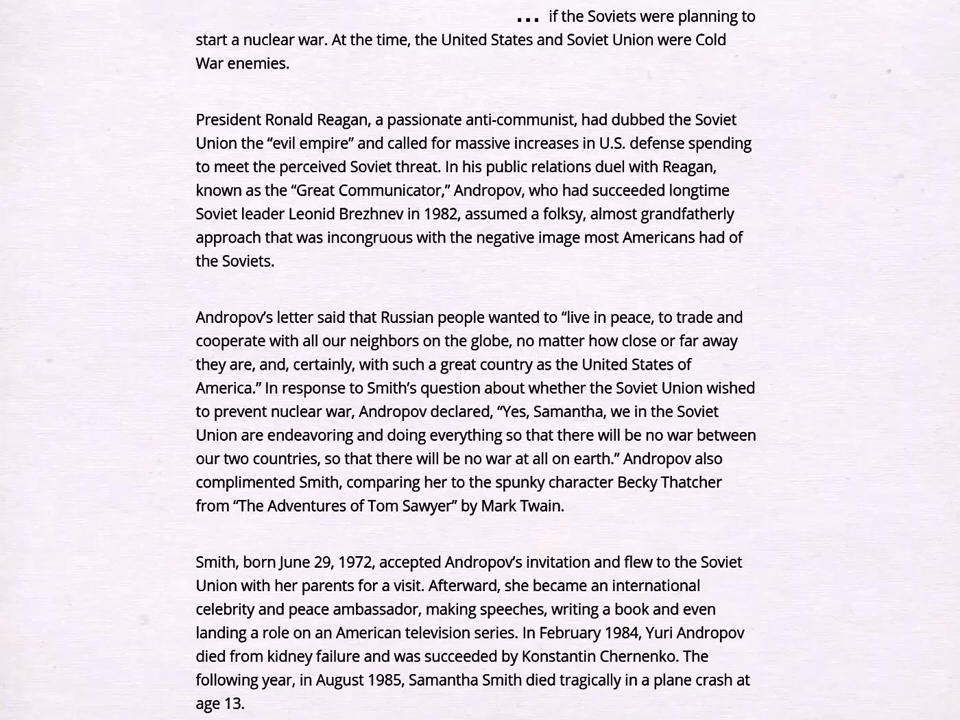 ... if the Soviets were planning to
start a nuclear war. At the time, the United States and Soviet Union were Cold
War enemies.
President Ronald Reagan, a passionate anti-communist, had dubbed the Soviet
Union the “evil empire” and called for massive increases in U.S. defense spending
to meet the perceived Soviet threat. In his public relations duel with Reagan,
known as the “Great Communicator,” Andropov, who had succeeded longtime
Soviet leader Leonid Brezhnev in 1982, assumed a folksy, almost grandfatherly
approach that was incongruous with the negative image most Americans had of
the Soviets.
Andropov’s letter said that Russian people wanted to “live in peace, to trade and
cooperate with all our neighbors on the globe, no matter how close or far away
they are, and, certainly, with such a great country as the United States of
America.” In response to Smith’s question about whether the Soviet Union wished
to prevent nuclear war, Andropov declared, “Yes, Samantha, we in the Soviet
Union are endeavoring and doing everything so that there will be no war between
our two countries, so that there will be no war at all on earth.” Andropov also
complimented Smith, comparing her to the spunky character Becky Thatcher
from “The Adventures of Tom Sawyer” by Mark Twain.
Smith, born June 29, 1972, accepted Andropov’s invitation and flew to the Soviet
Union with her parents for a visit. Afterward, she became an international
celebrity and peace ambassador, making speeches, writing a book and even
landing a role on an American television series. In February 1984, Yuri Andropov
died from kidney failure and was succeeded by Konstantin Chernenko. The
following year, in August 1985, Samantha Smith died tragically in a plane crash at
age 13.